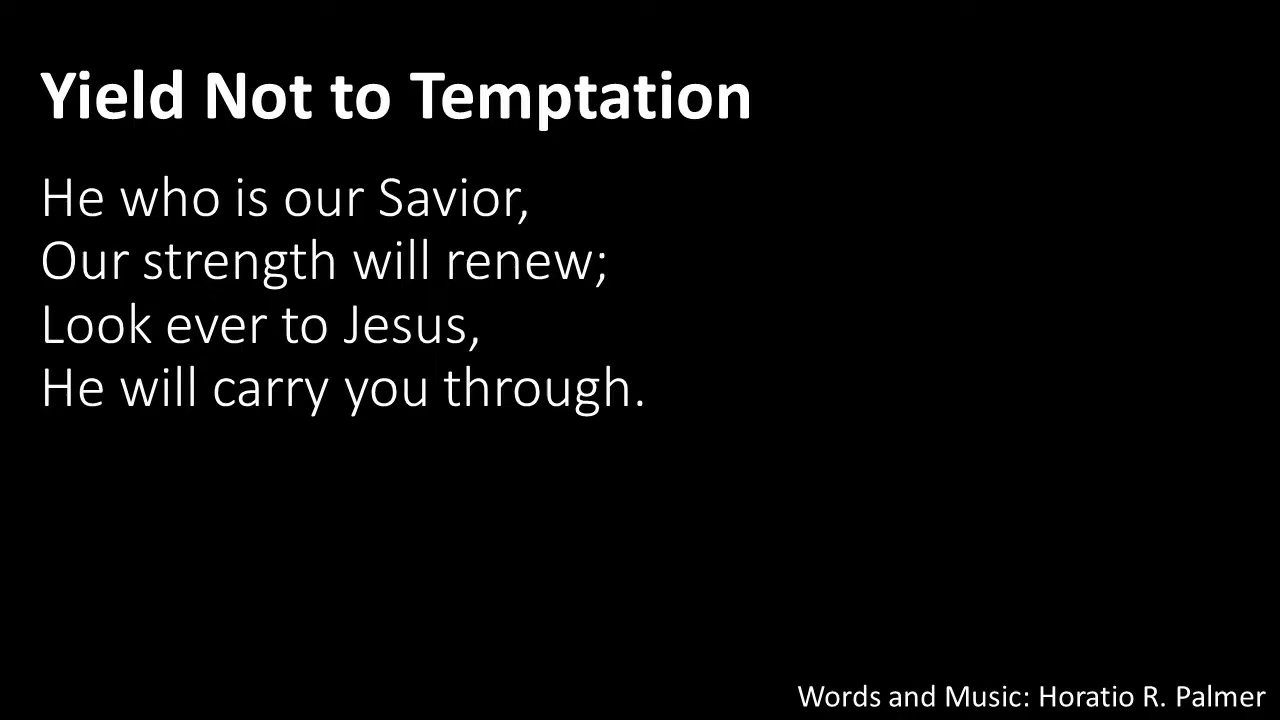 Yield Not to Temptation
He who is our Savior,
Our strength will renew;
Look ever to Jesus,
He will carry you through.
Words and Music: Horatio R. Palmer